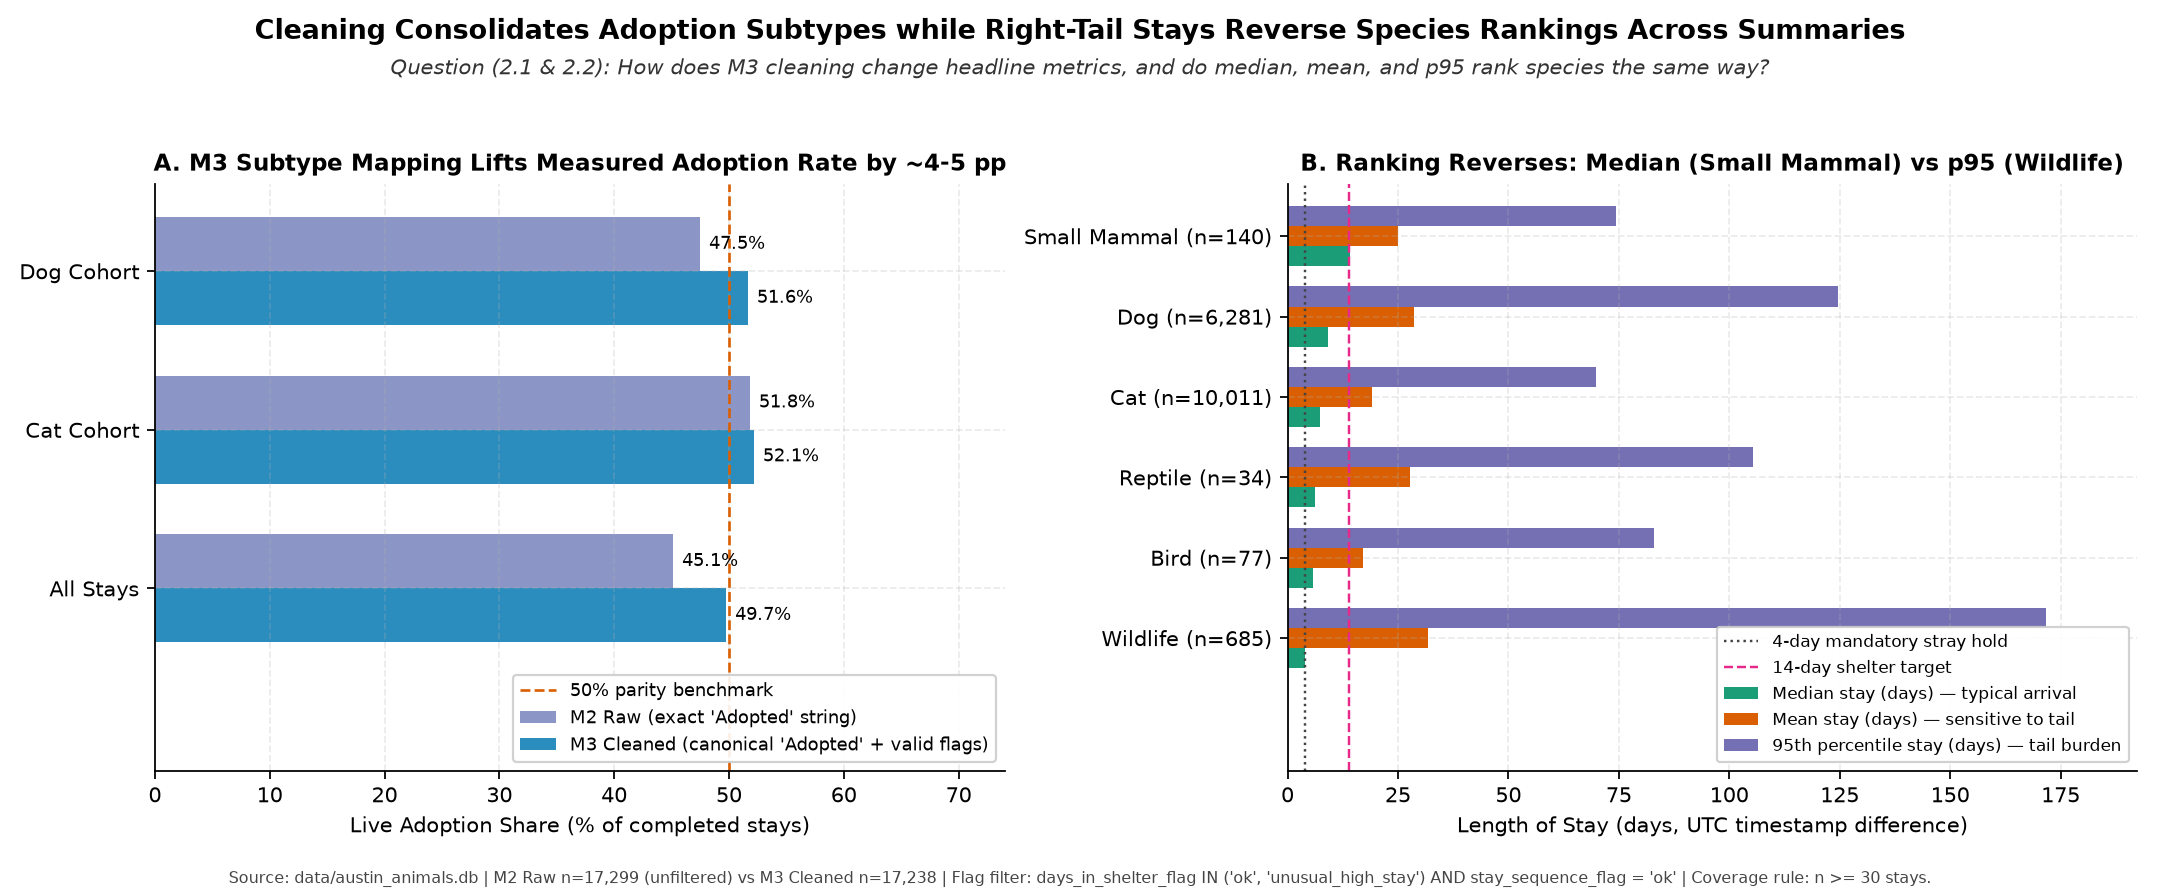 Cleaning Consolidates Adoption Subtypes while Right-Tail Stays Reverse Species Rankings Across Summaries
Question (2.1 & 2.2): How does M3 cleaning change headline metrics, and do median, mean, and p95 rank species the same way?
A. M3 Subtype Mapping Lifts Measured Adoption Rate by ~4-5 pp
Dog Cohort
47.5%
51.6%
Cat Cohort
51.8%
52.1%
All Stays
45.1%
49.7%
50% parity benchmark
M2 Raw (exact 'Adopted' string)
M3 Cleaned (canonical 'Adopted' + valid flags)
0 10 20 30 40 50 60 70
Live Adoption Share (% of completed stays)
B. Ranking Reverses: Median (Small Mammal) vs p95 (Wildlife)
Small Mammal (n=140)
Dog (n=6,281)
Cat (n=10,011)
Reptile (n=34)
Bird (n=77)
Wildlife (n=685)
4-day mandatory stray hold
14-day shelter target
Median stay (days) — typical arrival
Mean stay (days) — sensitive to tail
95th percentile stay (days) — tail burden
0 25 50 75 100 125 150 175
Length of Stay (days, UTC timestamp difference)
Source: data/austin_animals.db | M2 Raw n=17,299 (unfiltered) vs M3 Cleaned n=17,238 | Flag filter: days_in_shelter_flag IN ('ok', 'unusual_high_stay') AND stay_sequence_flag = 'ok' | Coverage rule: n >= 30 stays.